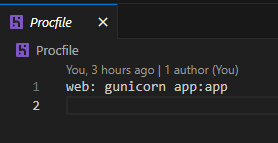 Procfile
Procfile
You, 3 hours ago | 1 author (You)
1 web: gunicorn app:app
2